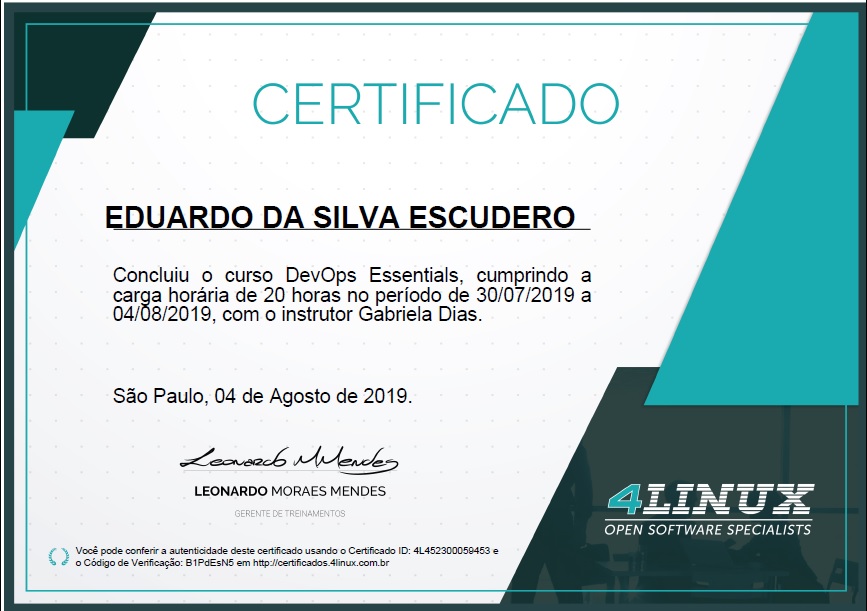 CERTIFICADO
EDUARDO DA SILVA ESCUDERO
Concluiu o curso DevOps Essentials, cumprindo a
carga horária de 20 horas no período de 30/07/2019 a
04/08/2019, com o instrutor Gabriela Dias.
São Paulo, 04 de Agosto de 2019.
Leonardo M Mendes
LEONARDO MORAES MENDES
GERENTE DE TREINAMENTOS
4LINUX
OPEN SOFTWARE SPECIALISTS
Você pode conferir a autenticidade deste certificado usando o Certificado ID: 4L452300059453 e
o Código de Verificação: B1PdEsN5 em http://certificados.4linux.com.br